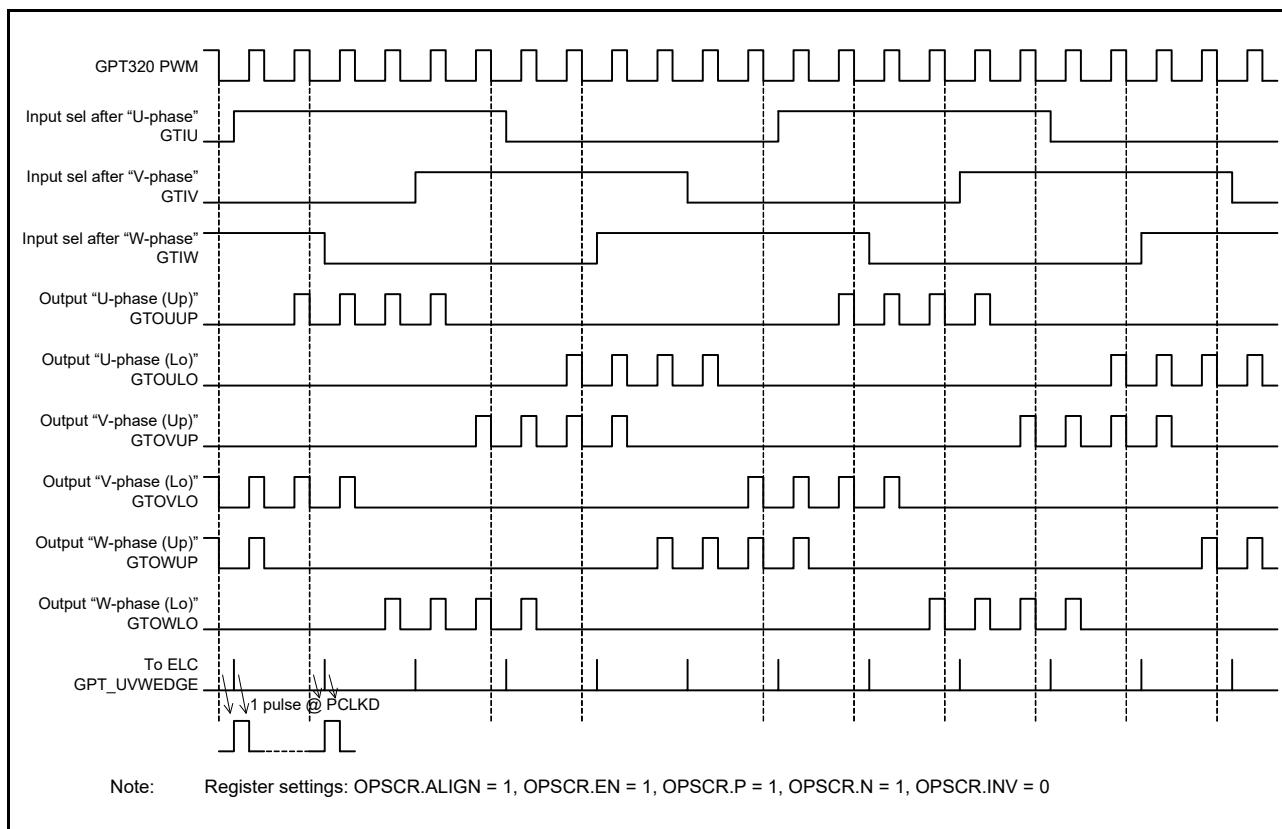 GPT320 PWM
Input sel after “U-phase”
GTIU
Input sel after “V-phase”
GTIV
Input sel after “W-phase”
GTIW
Output “U-phase (Up)”
GTOUUP
Output “U-phase (Lo)”
GTOULO
Output “V-phase (Up)”
GTOVUP
Output “V-phase (Lo)”
GTOVLO
Output “W-phase (Up)”
GTOWUP
Output “W-phase (Lo)”
GTOWLO
To ELC
GPT_UVWEDGE
1 pulse @ PCLKD
Note: Register settings: OPSCR.ALIGN = 1, OPSCR.EN = 1, OPSCR.P = 1, OPSCR.N = 1, OPSCR.INV = 0